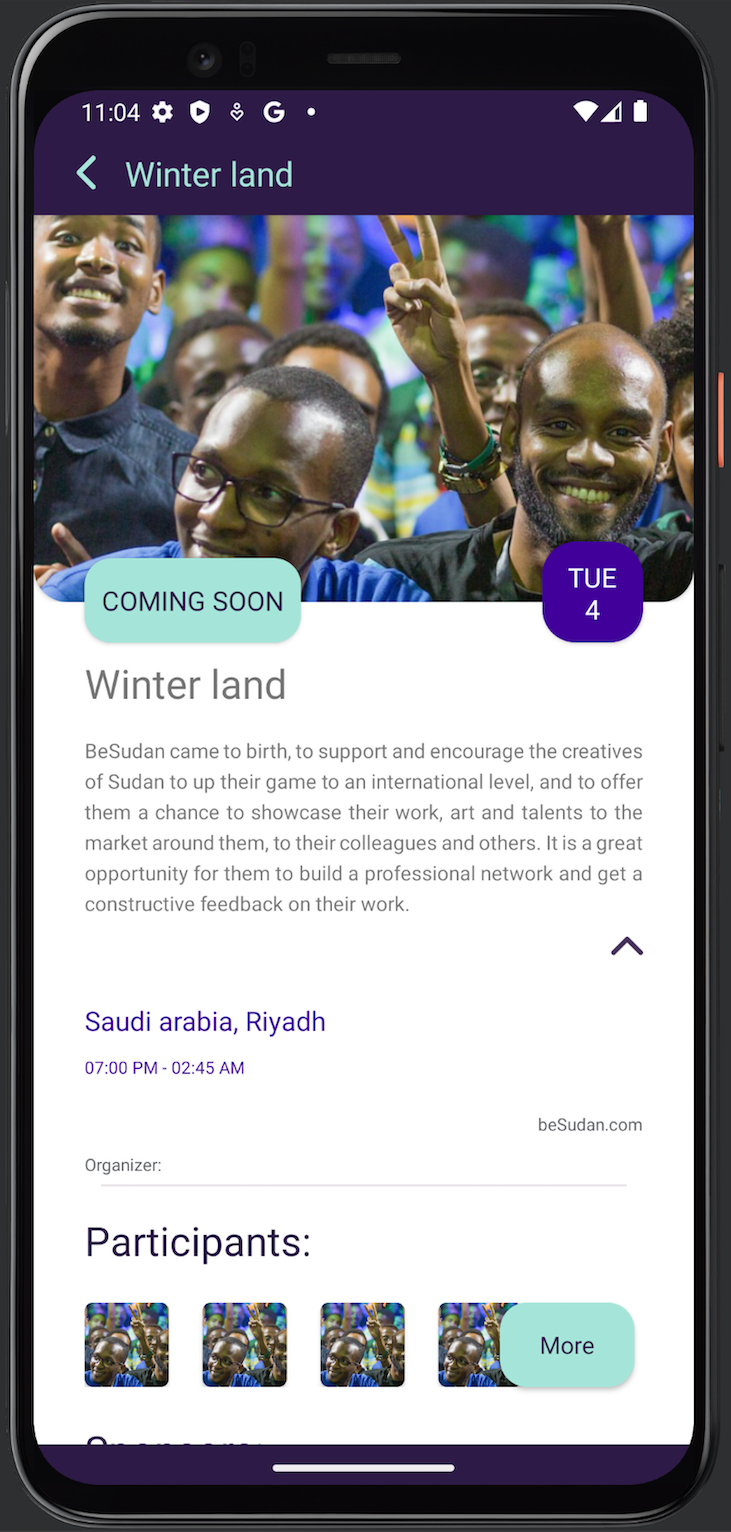 11:04
Winter land
COMING SOON
TUE
4
Winter land
BeSudan came to birth, to support and encourage the creatives
of Sudan to up their game to an international level, and to offer
them a chance to showcase their work, art and talents to the
market around them, to their colleagues and others. It is a great
opportunity for them to build a professional network and get a
constructive feedback on their work.
Saudi arabia, Riyadh
07:00 PM - 02:45 AM
beSudan.com
Organizer:
Participants:
More